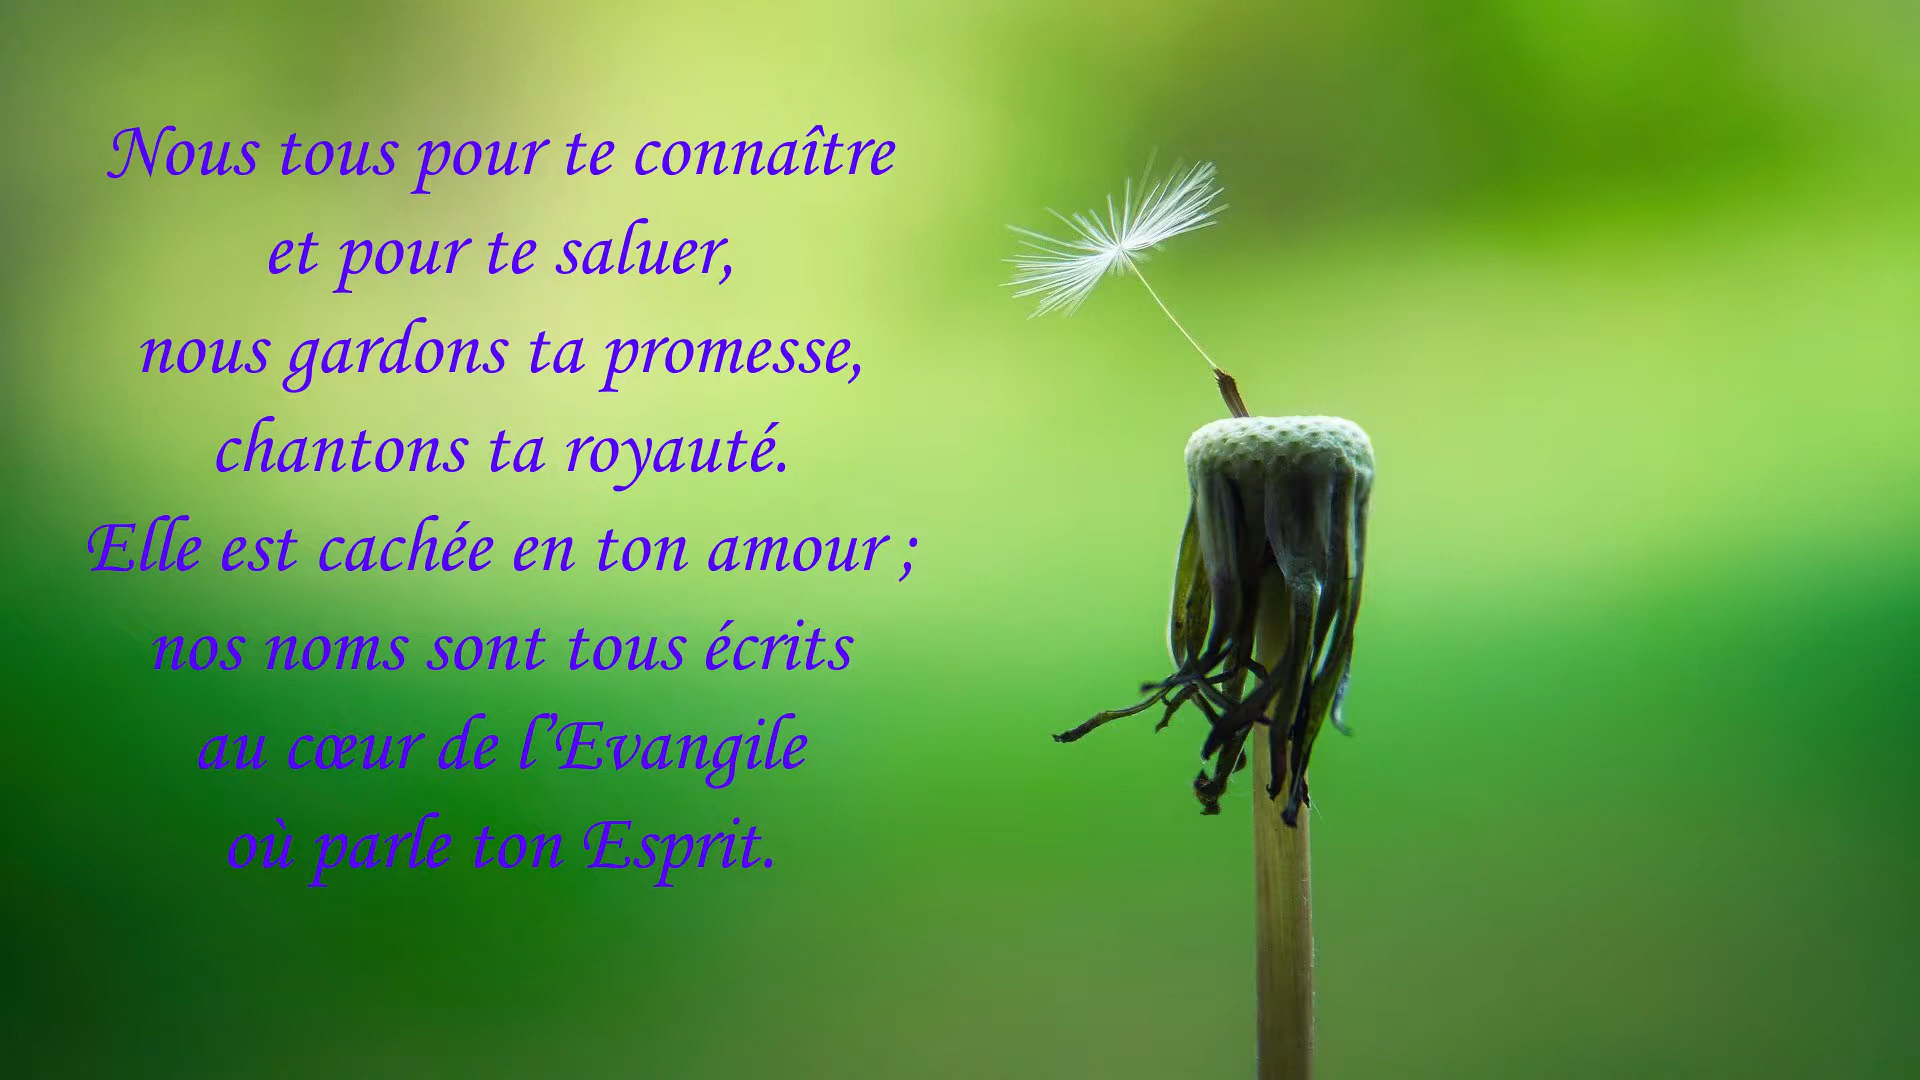 Nous tous pour te connaître
et pour te saluer,
nous gardons ta promesse,
chantons ta royauté.
Elle est cachée en ton amour ;
nos noms sont tous écrits
au cœur de l’Evangile
où parle ton Esprit.